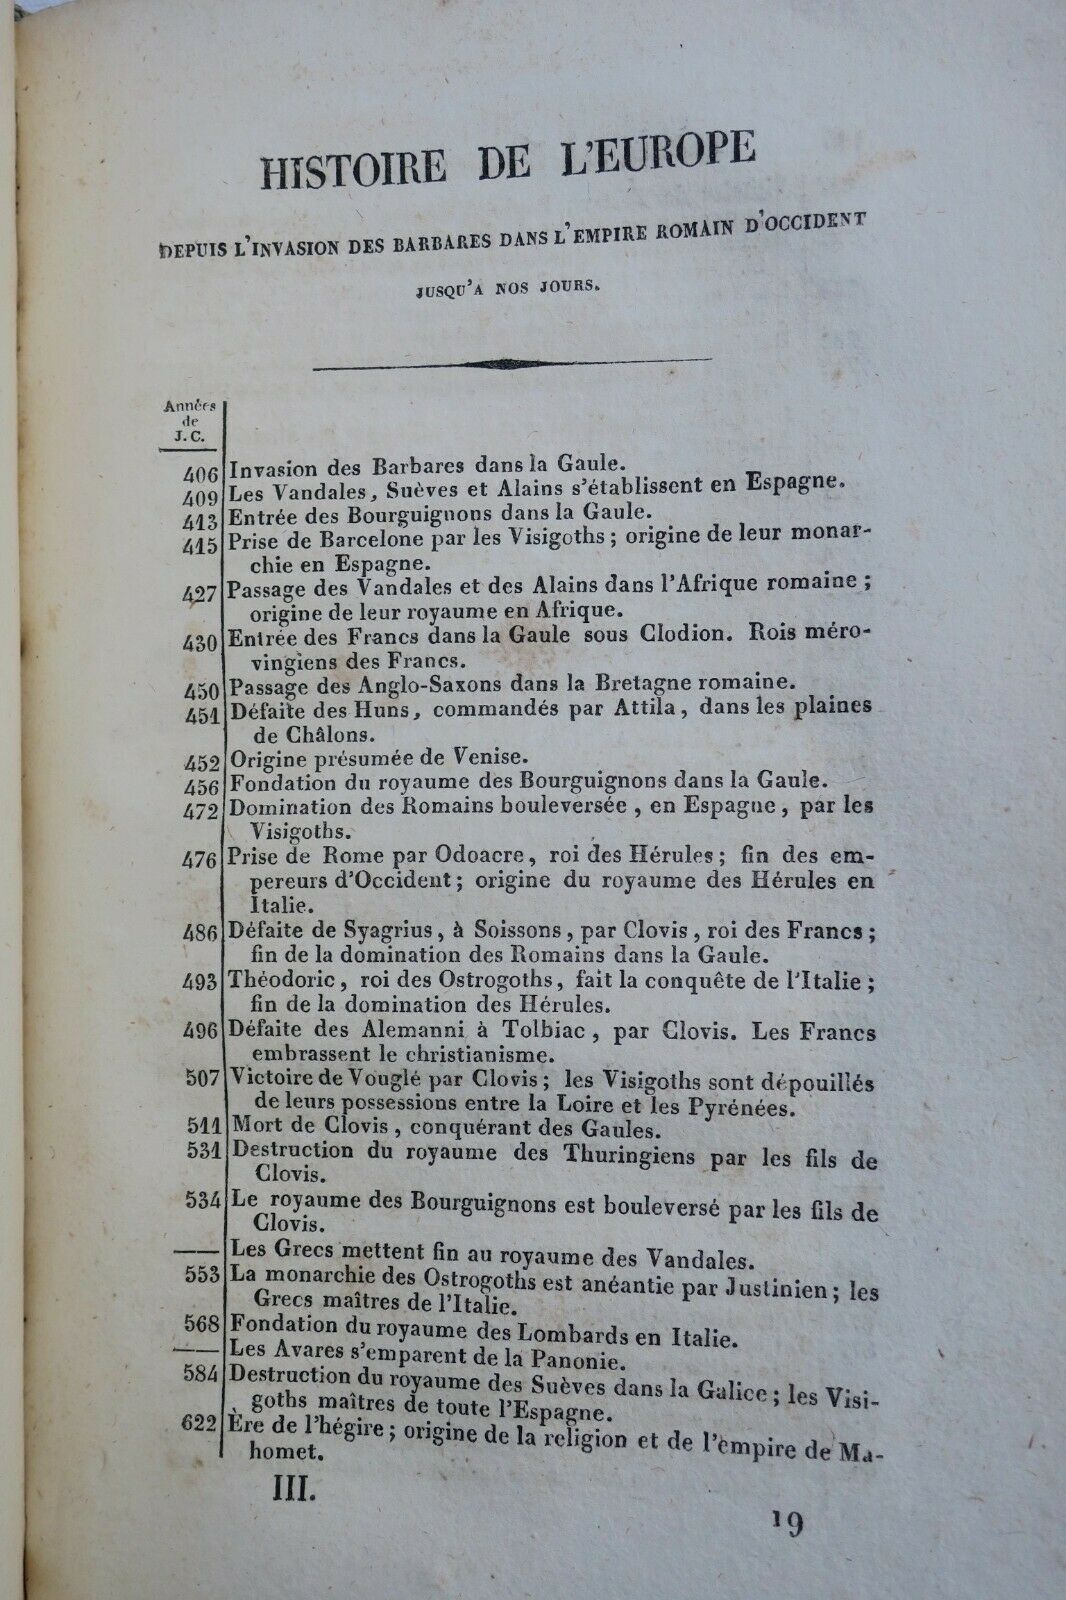 HISTOIRE DE L'EUROPE
DEPUIS L'INVASION DES BARBARES DANS L'EMPIRE ROMAIN D'OCCIDENT
JUSQU'A NOS JOURS.
Années
de
J. C.
406 Invasion des Barbares dans la Gaule.
409 Les Vandales, Suèves et Alains s'établissent en Espagne.
413 Entrée des Bourguignons dans la Gaule.
415 Prise de Barcelone par les Visigoths ; origine de leur monar-
chie en Espagne.
427 Passage des Vandales et des Alains dans l'Afrique romaine ;
origine de leur royaume en Afrique.
430 Entrée des Francs dans la Gaule sous Clodion. Rois méro-
vingiens des Francs.
450 Passage des Anglo-Saxons dans la Bretagne romaine.
451 Défaite des Huns, commandés par Attila, dans les plaines
de Châlons.
452 Origine présumée de Venise.
456 Fondation du royaume des Bourguignons dans la Gaule.
472 Domination des Romains bouleversée, en Espagne, par les
Visigoths.
476 Prise de Rome par Odoacre, roi des Hérules ; fin des em-
pereurs d'Occident ; origine du royaume des Hérules en
Italie.
486 Défaite de Syagrius, à Soissons, par Clovis, roi des Francs ;
fin de la domination des Romains dans la Gaule.
493 Théodoric, roi des Ostrogoths, fait la conquête de l'Italie ;
fin de la domination des Hérules.
496 Défaite des Alemanni à Tolbiac, par Clovis. Les Francs
embrassent le christianisme.
507 Victoire de Vouglé par Clovis ; les Visigoths sont dépouillés
de leurs possessions entre la Loire et les Pyrénées.
511 Mort de Clovis, conquérant des Gaules.
531 Destruction du royaume des Thuringiens par les fils de
Clovis.
534 Le royaume des Bourguignons est bouleversé par les fils de
Clovis.
—— Les Grecs mettent fin au royaume des Vandales.
553 La monarchie des Ostrogoths est anéantie par Justinien ; les
Grecs maîtres de l'Italie.
568 Fondation du royaume des Lombards en Italie.
—— Les Avares s'emparent de la Panonie.
584 Destruction du royaume des Suèves dans la Galice ; les Visi-
goths maîtres de toute l'Espagne.
622 Ère de l'hégire ; origine de la religion et de l'empire de Ma-
homet.
III.
19